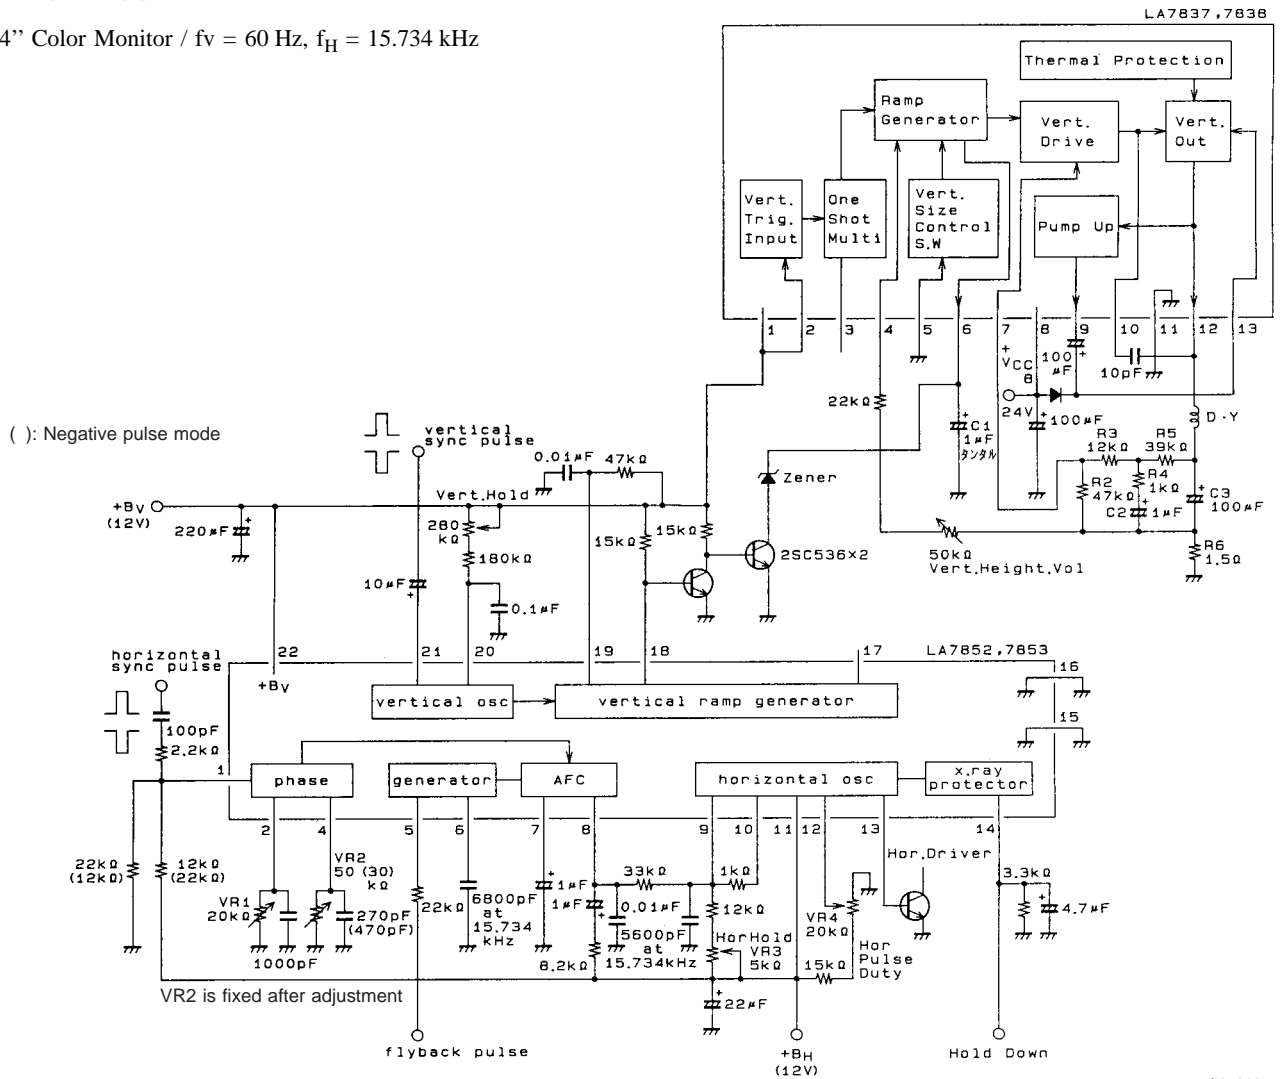 LA7837,7838
4’’ Color Monitor / fv = 60 Hz, fH = 15.734 kHz
Thermal Protection
Ramp
Generator
Vert.
Drive
Vert.
Out
Vert.
Trig.
Input
One
Shot
Multi
Vert.
Size
Control
S.W
Pump Up
1 2 3 4 5 6 7 8 9 10 11 12 13
+
VCC
8
24V
100
µF
+
10pF
22kΩ
+
C1
1µF
タンタル
+
100µF
D·Y
R3
12kΩ
R5
39kΩ
R2
47kΩ
R4
1kΩ
C2
+
1µF
+
C3
100µF
R6
1.5Ω
50kΩ
Vert.Height.Vol
( ): Negative pulse mode
vertical
sync pulse
0.01µF
47kΩ
Zener
+BV
(12V)
220µF
+
Vert.Hold
280
kΩ
180kΩ
15kΩ
15kΩ
2SC536×2
10µF
+
0.1µF
horizontal
sync pulse
22
21
20
19
18
17
LA7852,7853
16
15
+BV
vertical osc
vertical ramp generator
100pF
2.2kΩ
1
phase
generator
AFC
horizontal osc
x.ray
protector
2 4 5 6 7 8 9 10 11 12 13 14
22kΩ
(12kΩ)
12kΩ
(22kΩ)
VR1
20kΩ
VR2
50 (30)
kΩ
270pF
(470pF)
1000pF
22kΩ
6800pF
at
15.734
kHz
+
1µF
1µF
+
33kΩ
0.01µF
5600pF
at
15.734kHz
8.2kΩ
1kΩ
12kΩ
Hor Hold
VR3
5kΩ
+
22µF
VR4
20kΩ
15kΩ
Hor
Pulse
Duty
Hor.Driver
3.3kΩ
+
4.7µF
VR2 is fixed after adjustment
flyback pulse
+BH
(12V)
Hold Down